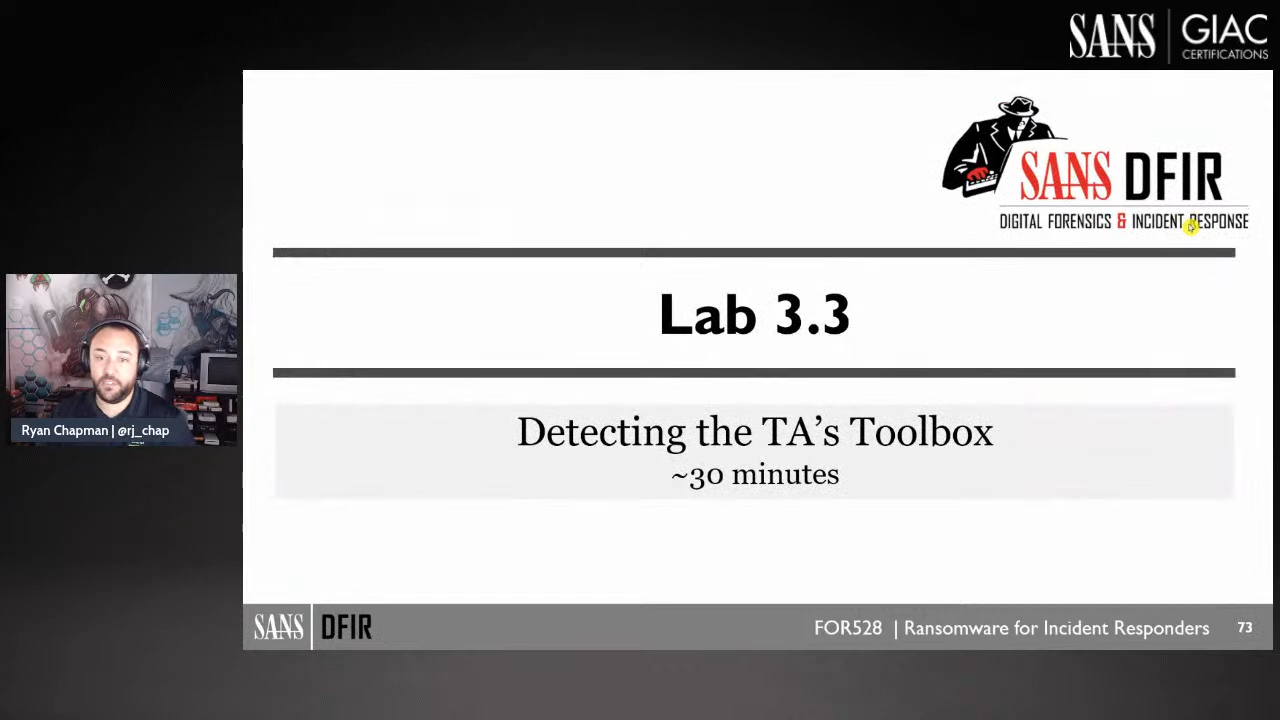 SANS GIAC
CERTIFICATIONS
SANS DFIR
DIGITAL FORENSICS & INCIDENT RESPONSE
Lab 3.3
Detecting the TA's Toolbox
~30 minutes
Ryan Chapman | @rj_chap
SANS DFIR
FOR528 | Ransomware for Incident Responders 73